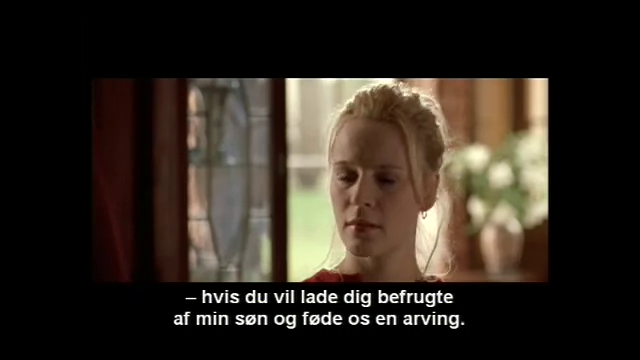 – hvis du vil lade dig befrugte
af min søn og føde os en arving.